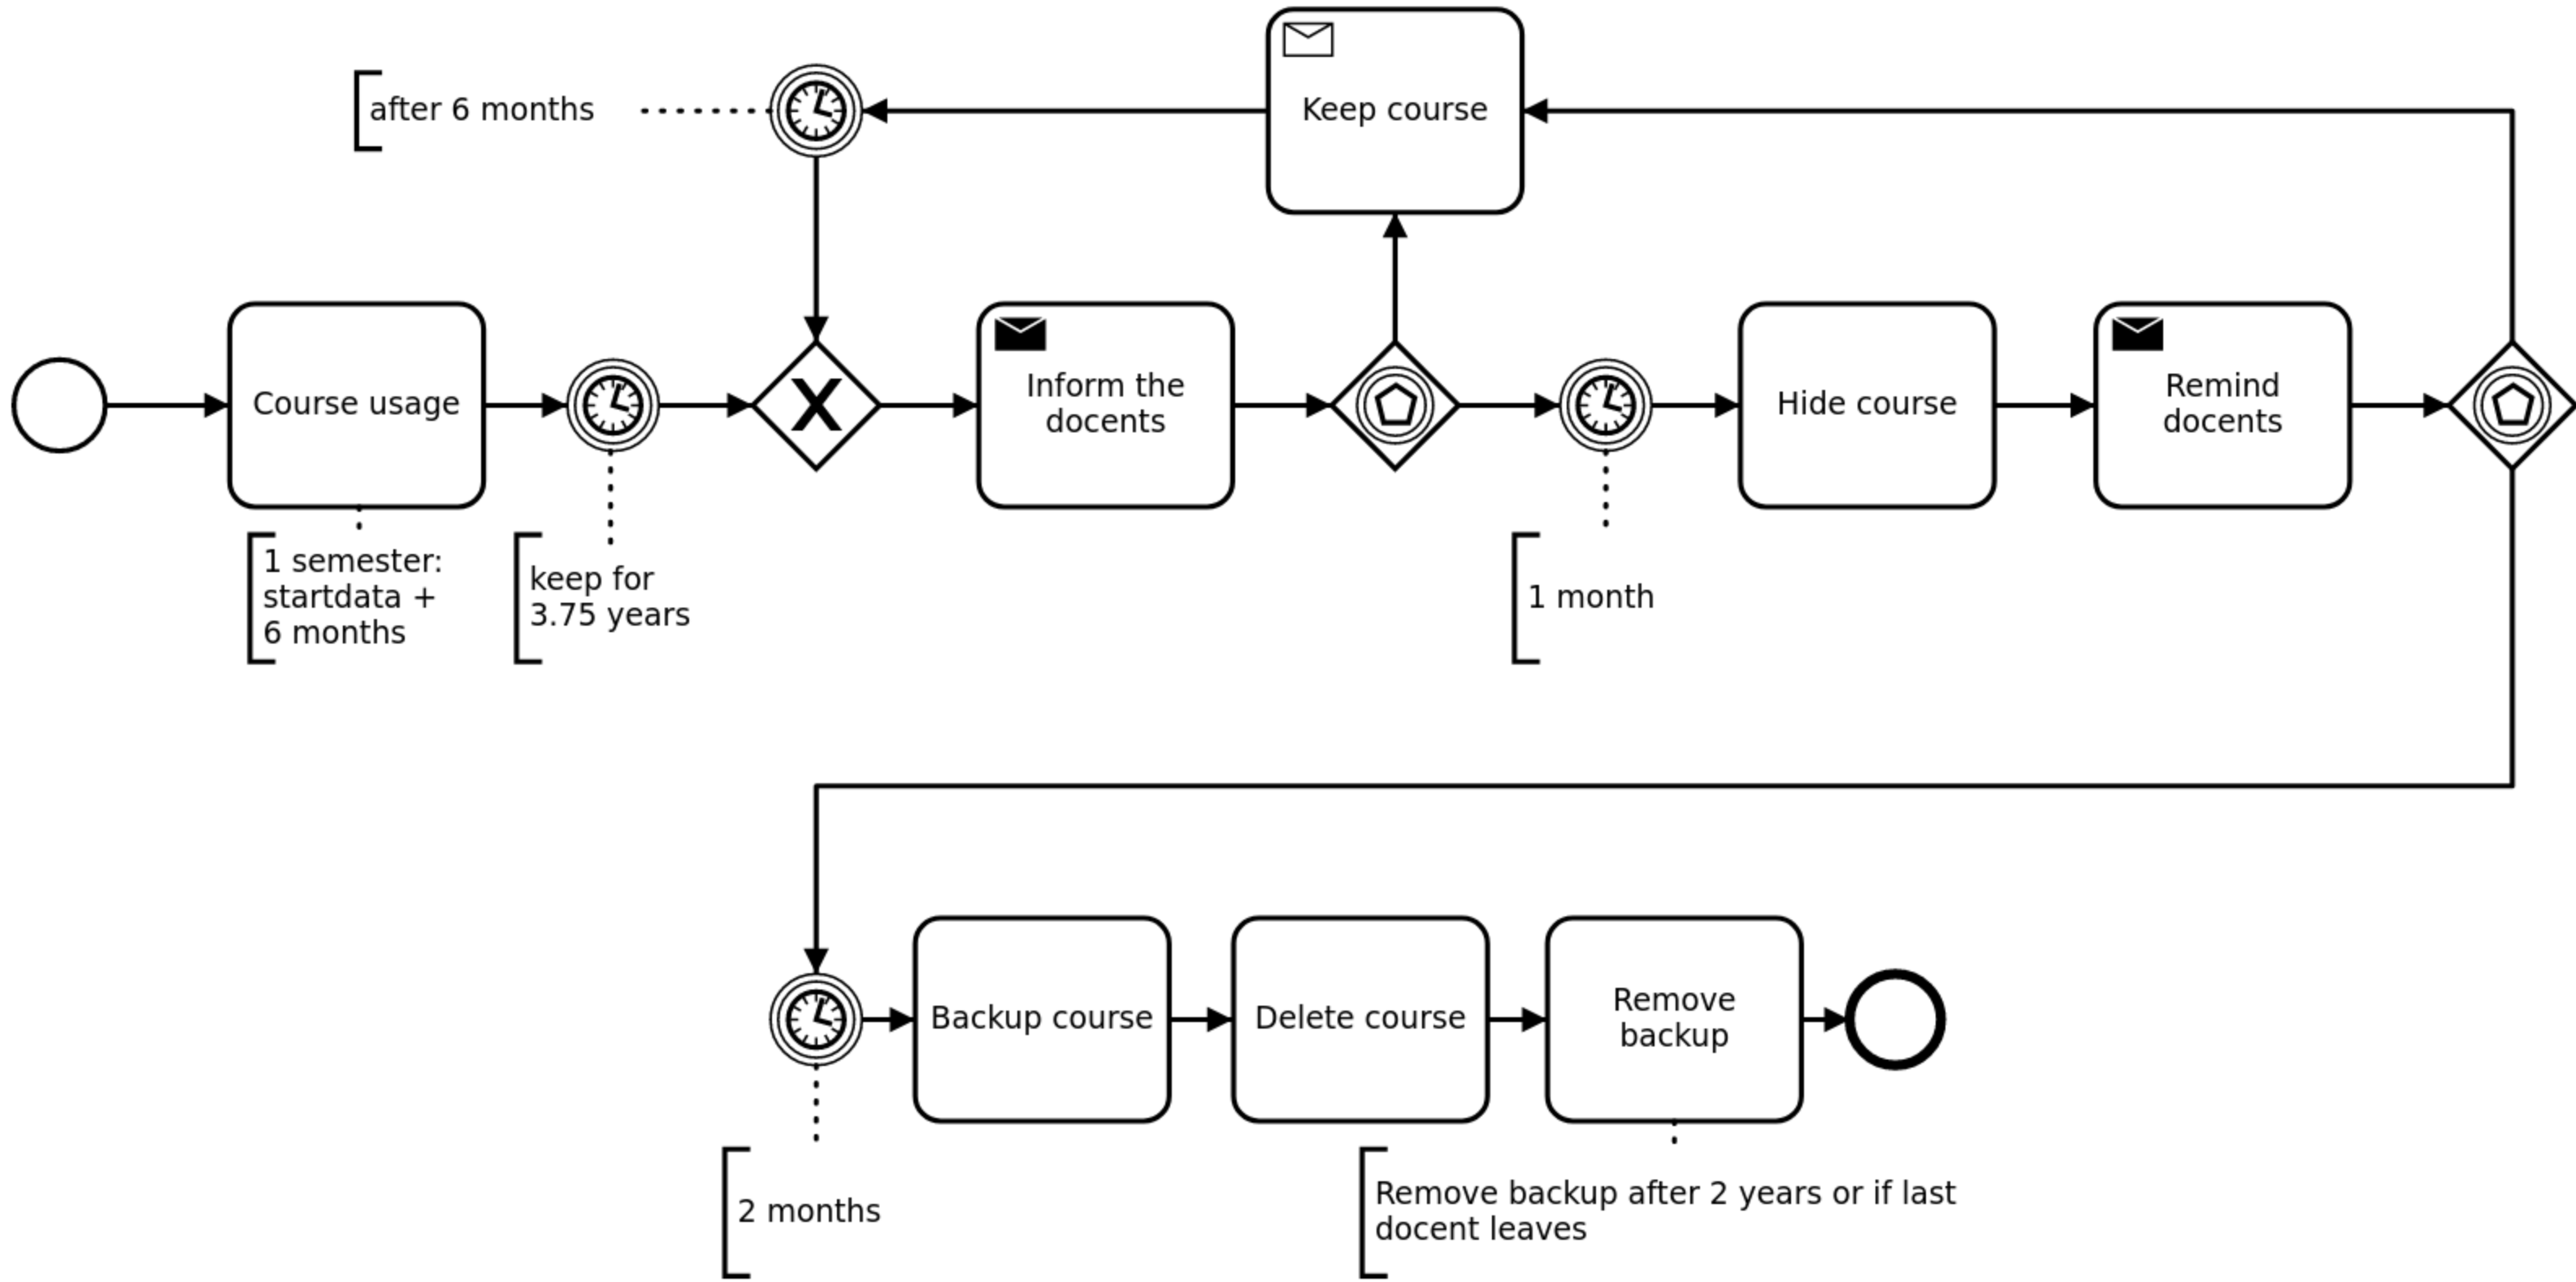 after 6 months
Keep course
Course usage
Inform the
docents
Hide course
Remind
docents
1 semester:
startdata +
6 months
keep for
3.75 years
1 month
Backup course
Delete course
Remove
backup
2 months
Remove backup after 2 years or if last
docent leaves